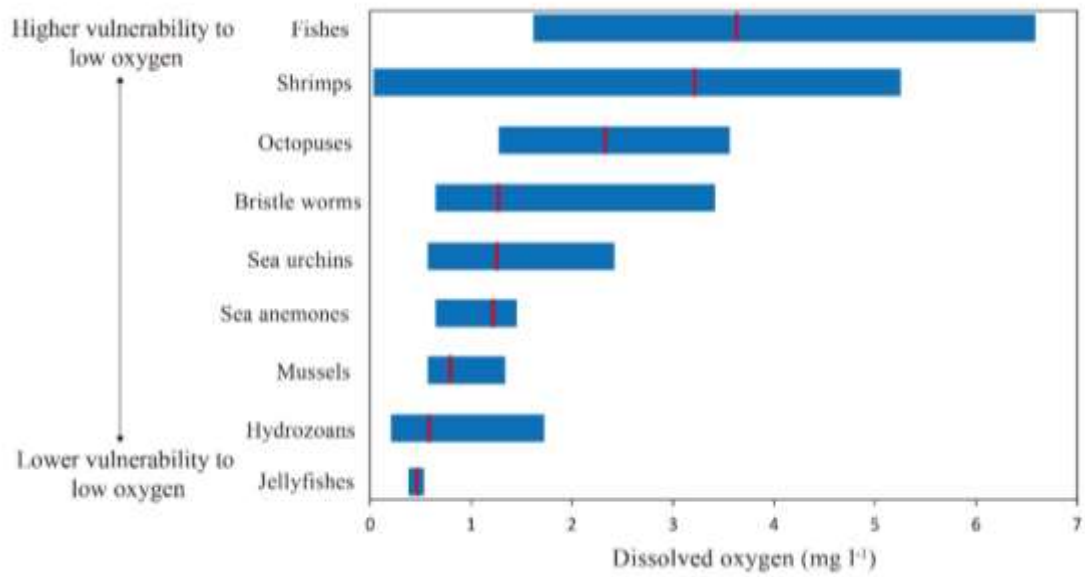 Higher vulnerability to
low oxygen
Lower vulnerability to
low oxygen
Fishes
Shrimps
Octopuses
Bristle worms
Sea urchins
Sea anemones
Mussels
Hydrozoans
Jellyfishes
0 1 2 3 4 5 6 7
Dissolved oxygen (mg l⁻¹)